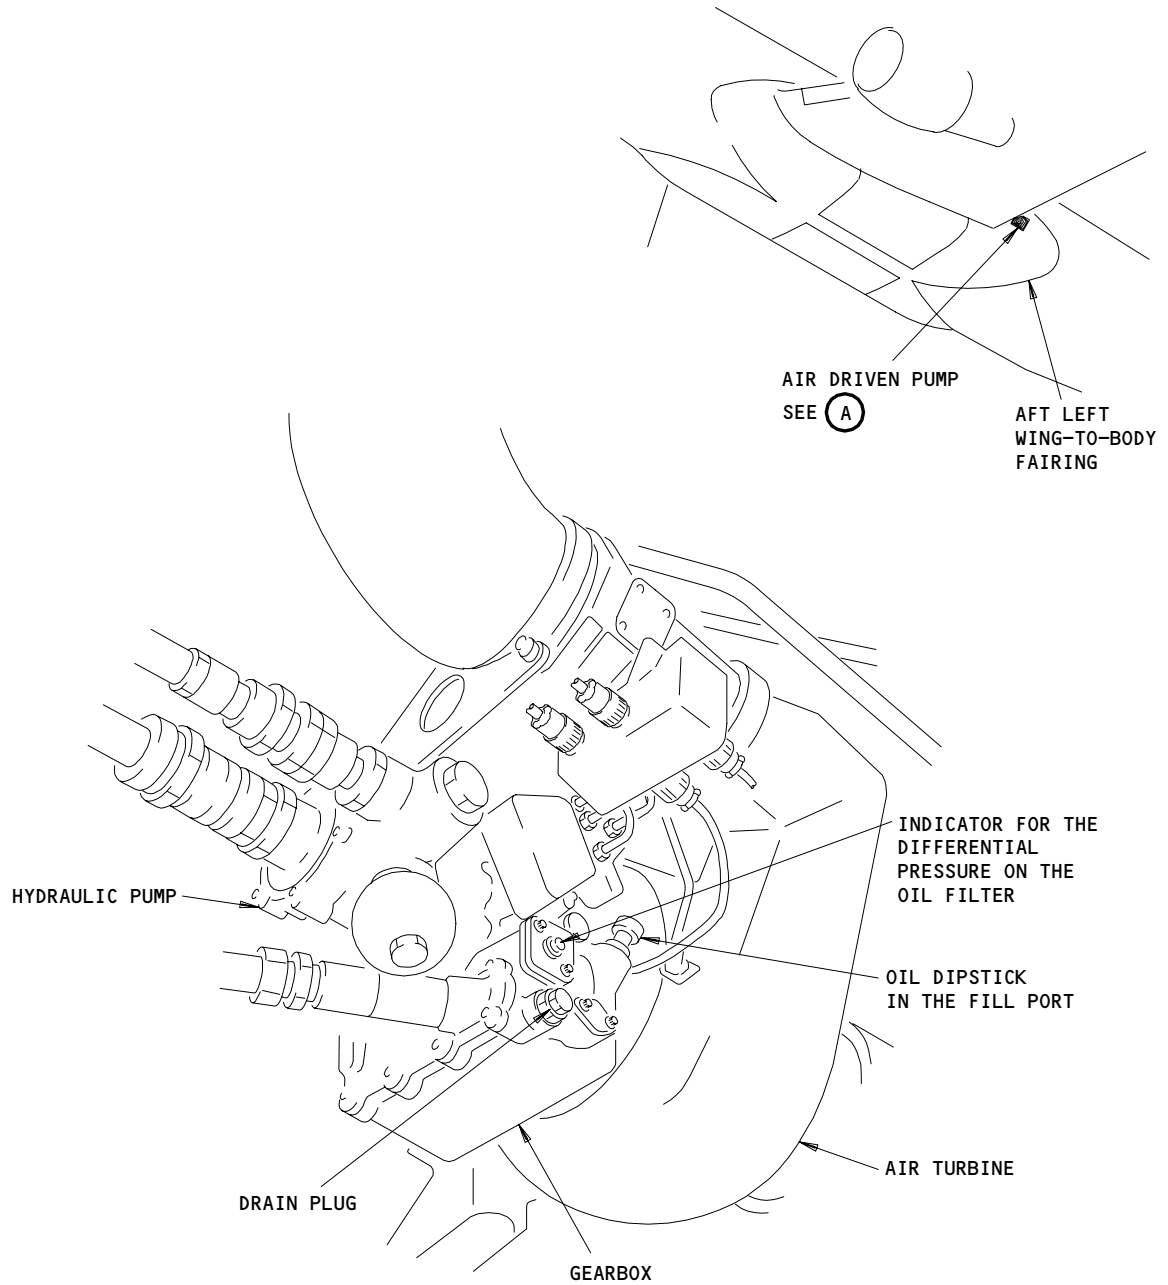 AIR DRIVEN PUMP
SEE A
AFT LEFT
WING-TO-BODY
FAIRING
INDICATOR FOR THE
DIFFERENTIAL
PRESSURE ON THE
OIL FILTER
HYDRAULIC PUMP
OIL DIPSTICK
IN THE FILL PORT
AIR TURBINE
DRAIN PLUG
GEARBOX